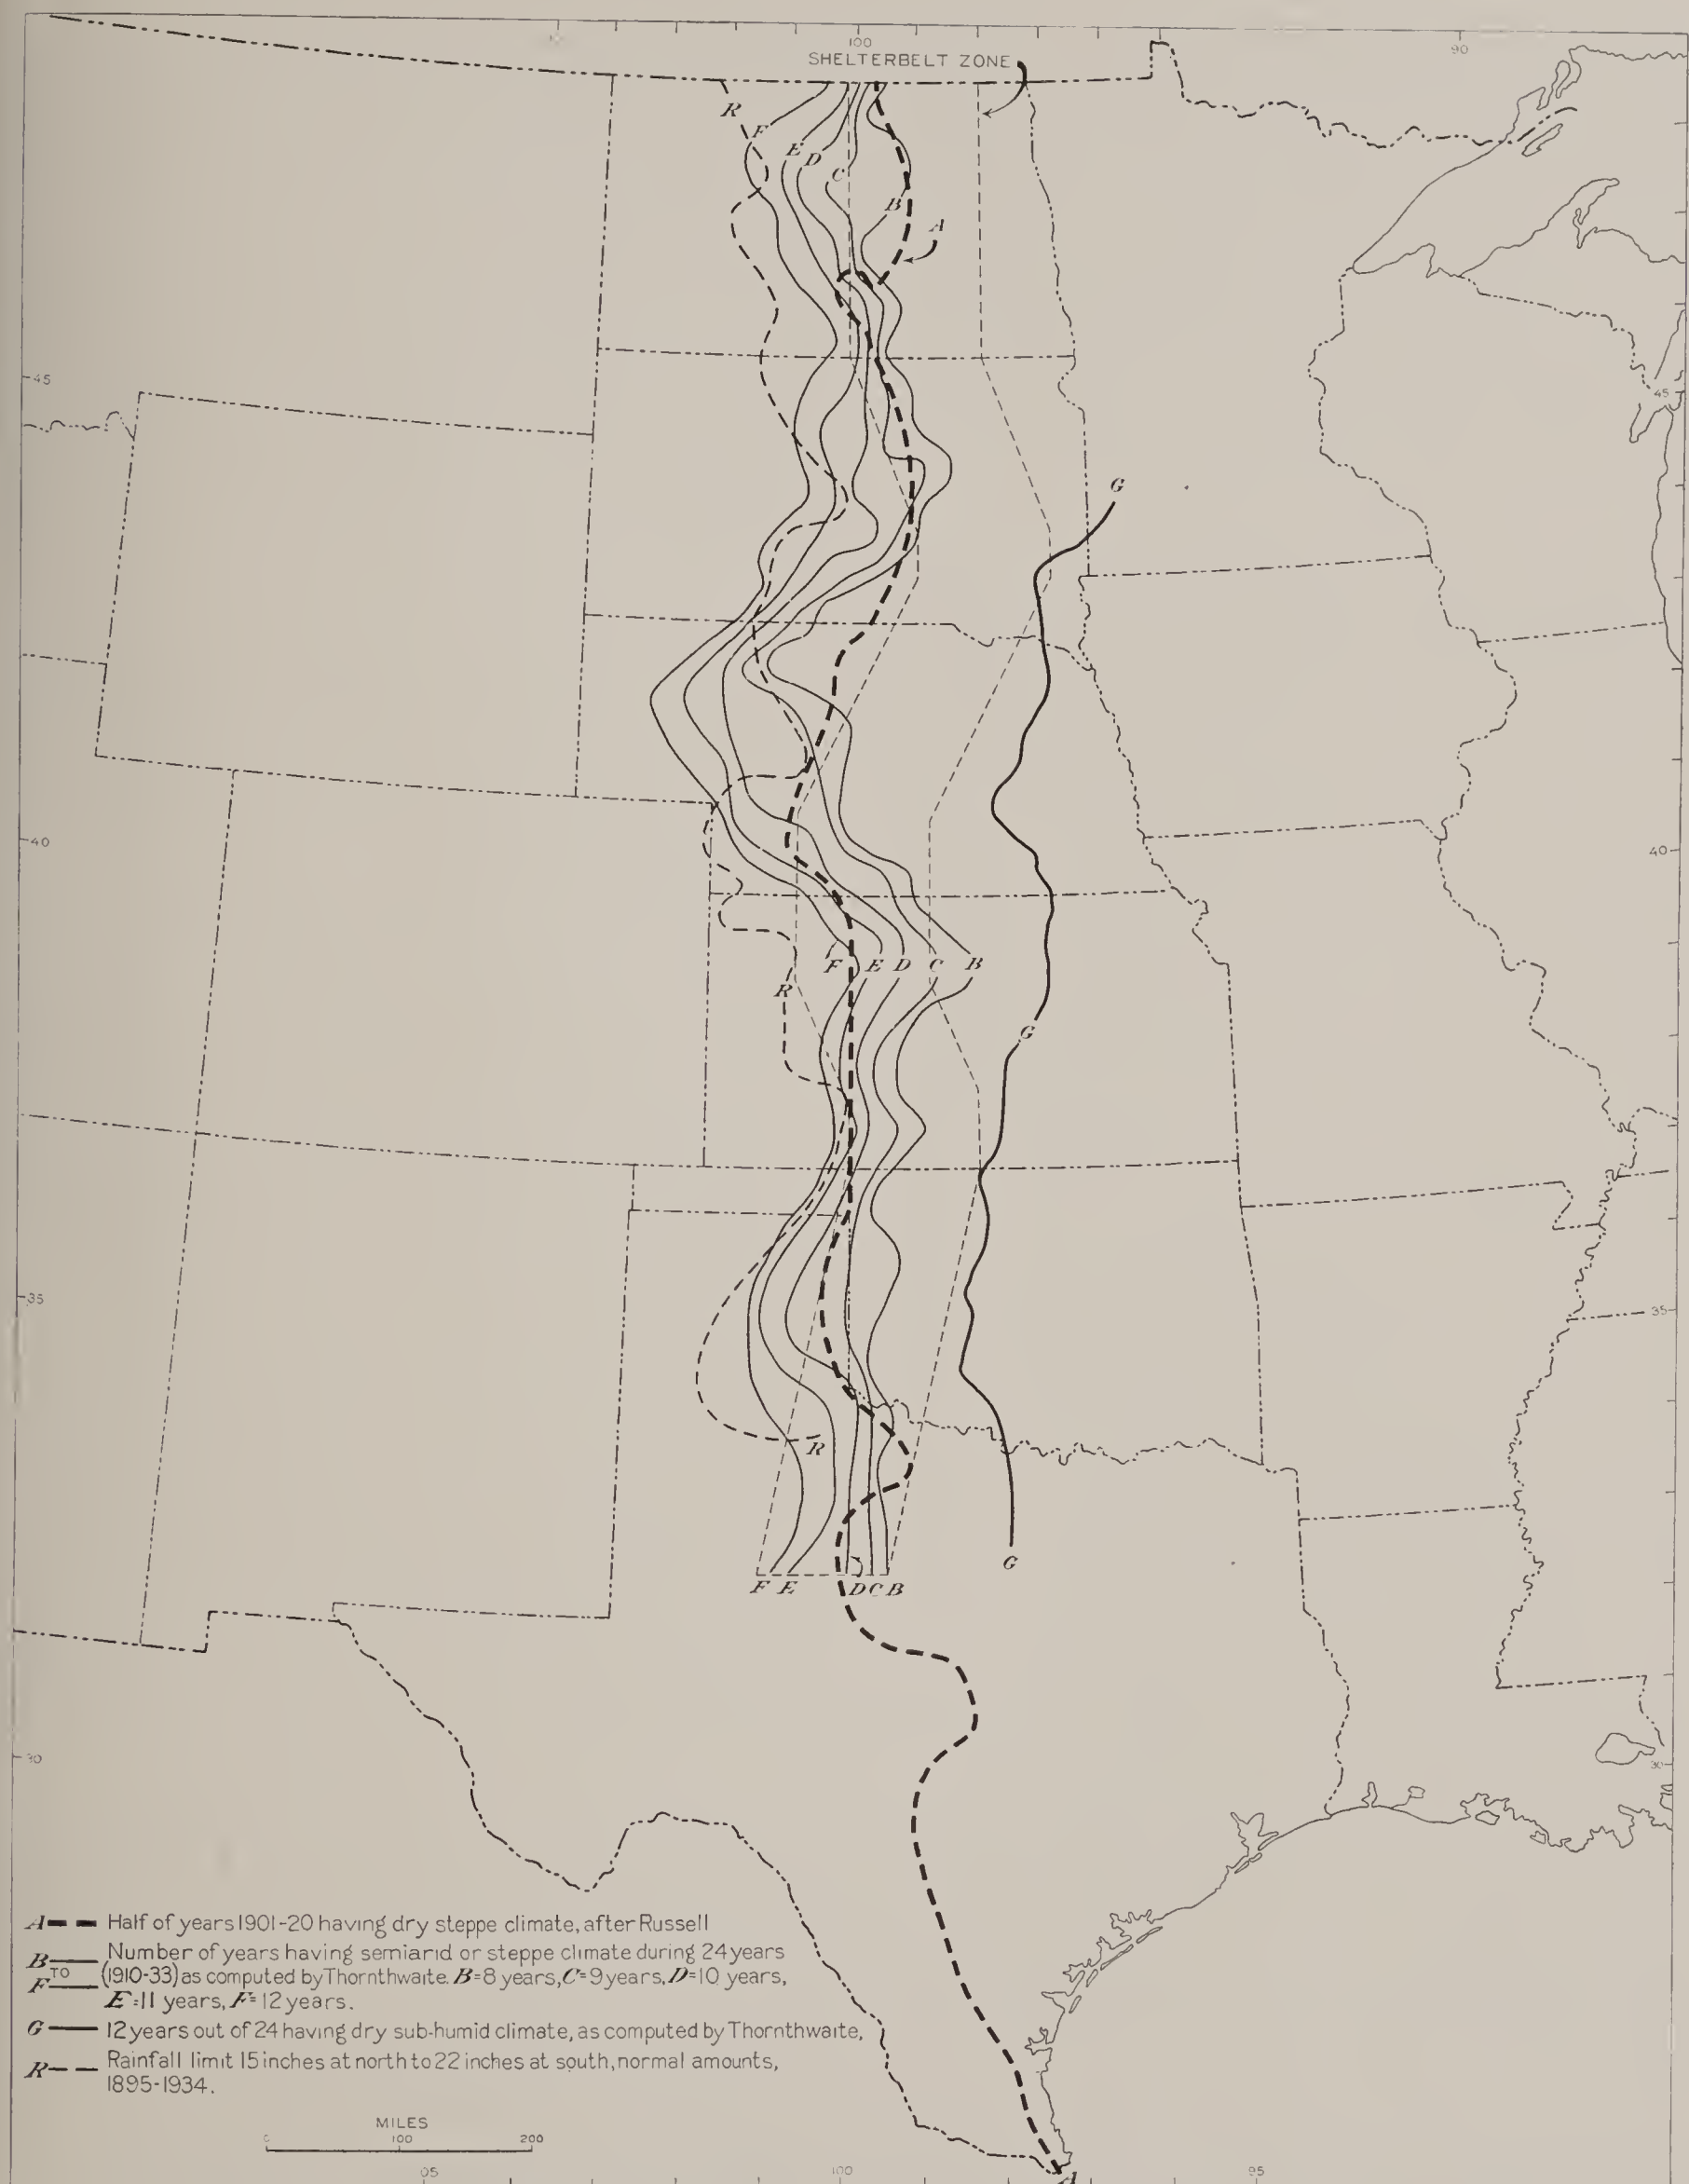 100
90
SHELTERBELT ZONE
R
F
E
D
C
B
A
45
45
G
40
40
F E D C B
R
G
35
35
R
G
F E D C B
30
30
A Half of years 1901-20 having dry steppe climate, after Russell
B TO F Number of years having semiarid or steppe climate during 24 years
(1910-33) as computed by Thornthwaite. B=8 years, C=9 years, D=10 years,
E=11 years, F=12 years.
G 12 years out of 24 having dry sub-humid climate, as computed by Thornthwaite,
R Rainfall limit 15 inches at north to 22 inches at south, normal amounts,
1895-1934.
MILES
0 100 200
05
100
95
A